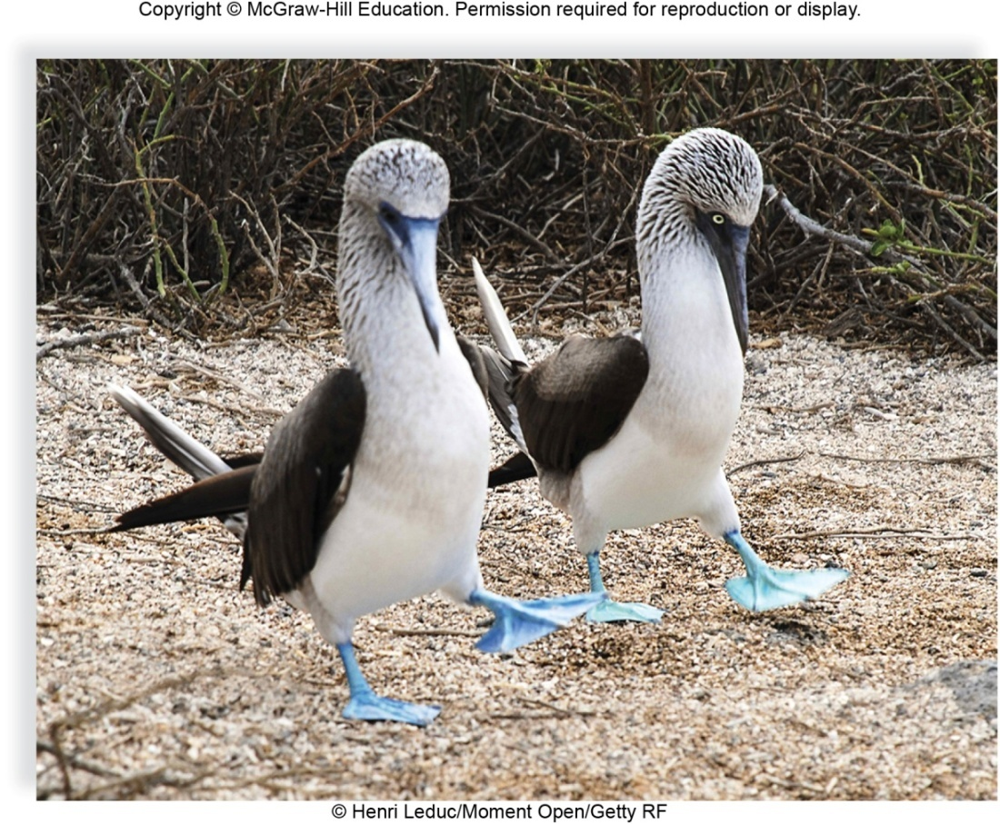 Copyright © McGraw-Hill Education. Permission required for reproduction or display.
© Henri Leduc/Moment Open/Getty RF